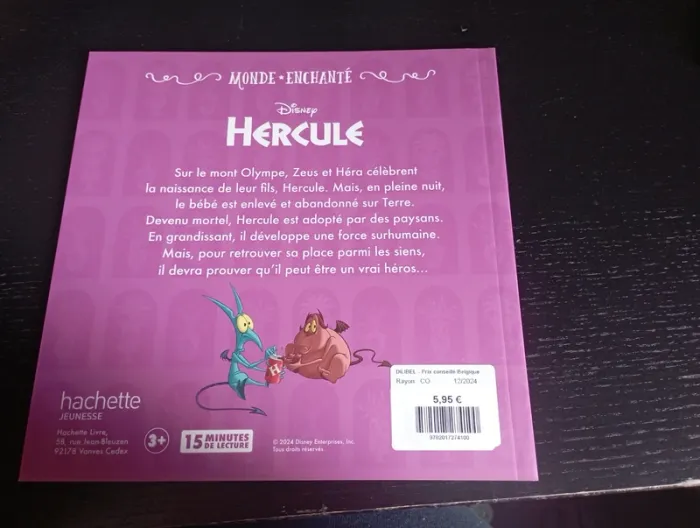 MONDE ★ ENCHANTÉ
Disney
HERCULE
Sur le mont Olympe, Zeus et Héra célèbrent
la naissance de leur fils, Hercule. Mais, en pleine nuit,
le bébé est enlevé et abandonné sur Terre.
Devenu mortel, Hercule est adopté par des paysans.
En grandissant, il développe une force surhumaine.
Mais, pour retrouver sa place parmi les siens,
il devra prouver qu'il peut être un vrai héros...
H
hachette
JEUNESSE
Hachette Livre,
58, rue Jean-Bleuzen
92178 Vanves Cedex
3+
15 MINUTES
DE LECTURE
© 2024 Disney Enterprises, Inc.
Tous droits réservés.
DILIBEL - Prix conseillé Belgique
Rayon: CO 12/2024
5,95 €
9782017274100